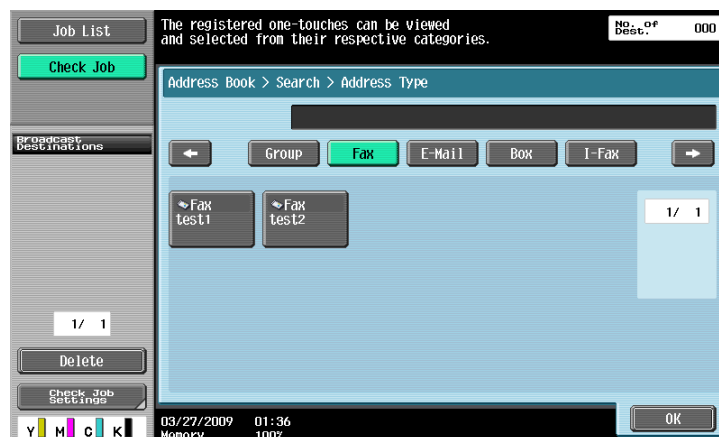 Job List
Check Job
The registered one-touches can be viewed
and selected from their respective categories.
No. of
Dest.
000
Address Book > Search > Address Type
Broadcast
Destinations
Group
Fax
E-Mail
Box
I-Fax
Fax
test1
Fax
test2
1/ 1
1/ 1
Delete
Check Job
Settings
Y
M
C
K
03/27/2009 01:36
Memory 100%
OK